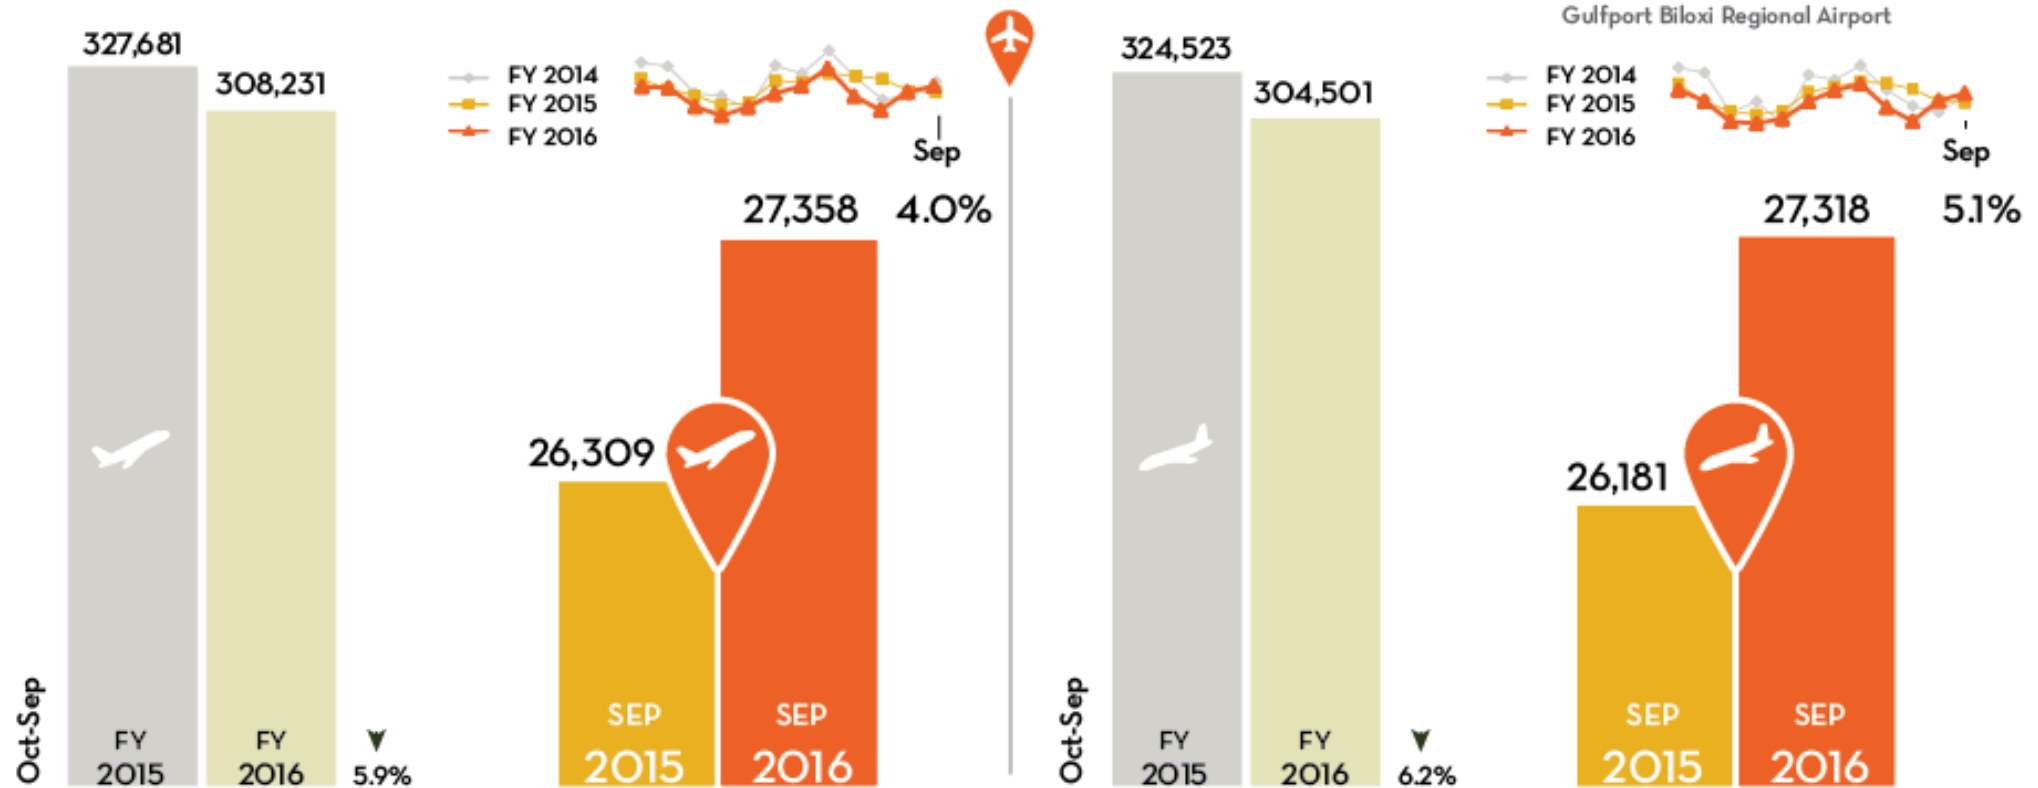 Gulfport Biloxi Regional Airport
327,681
308,231
FY 2014
FY 2015
FY 2016
Sep
27,358 4.0%
26,309
SEP
2015
SEP
2016
Oct-Sep
FY
2015
FY
2016
5.9%
324,523
304,501
FY 2014
FY 2015
FY 2016
Sep
27,318 5.1%
26,181
SEP
2015
SEP
2016
Oct-Sep
FY
2015
FY
2016
6.2%